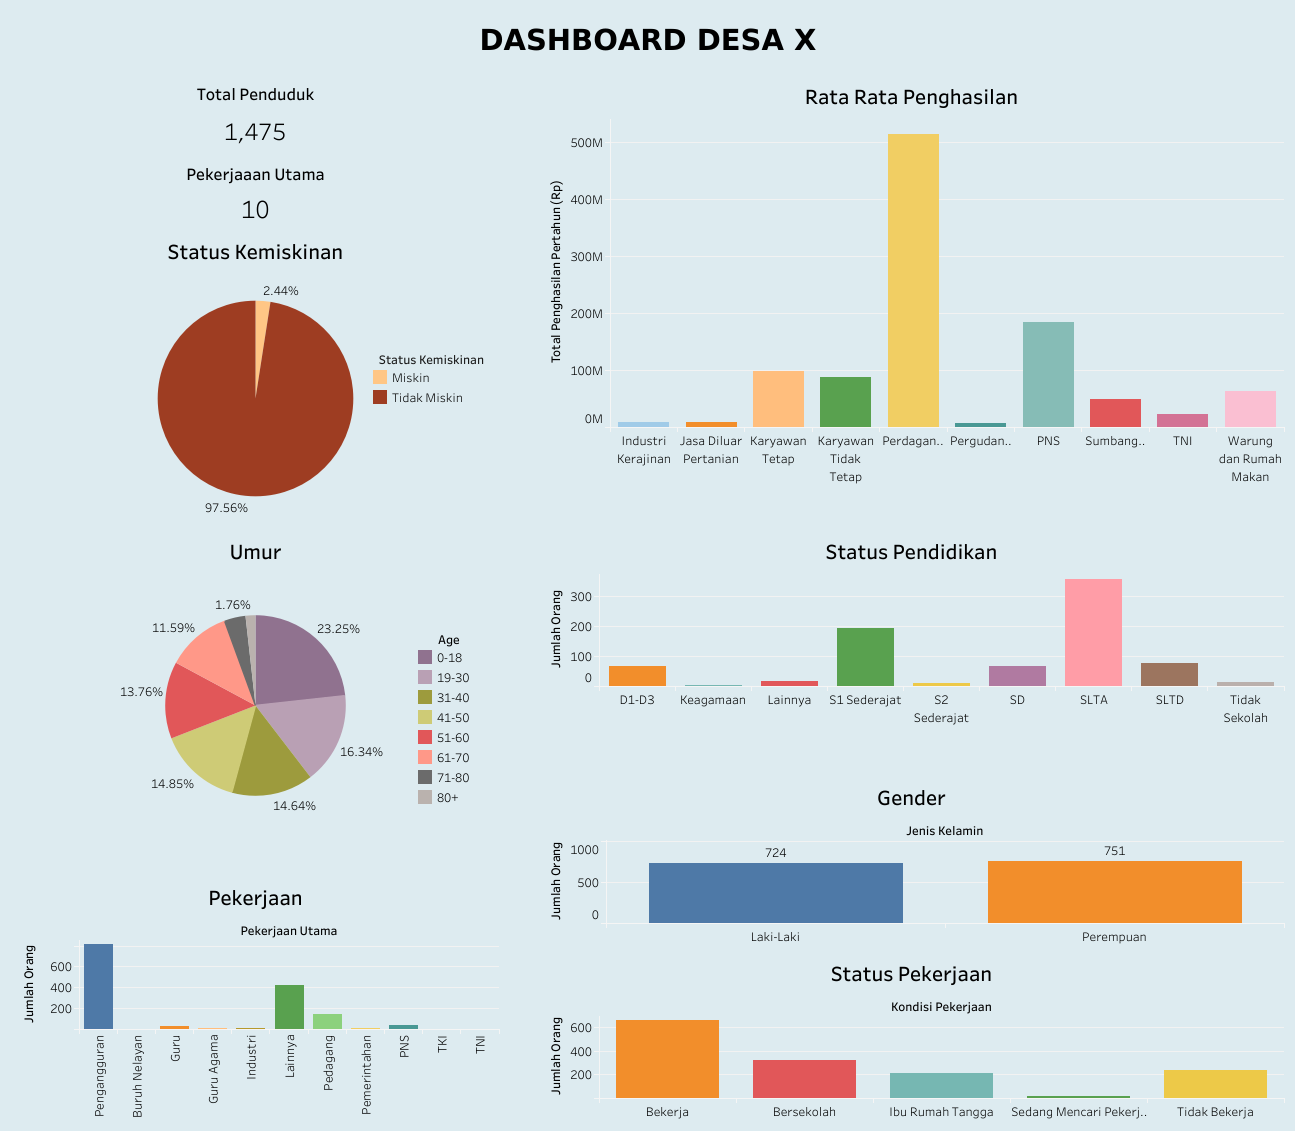 DASHBOARD DESA X
Total Penduduk
1,475
Pekerjaaan Utama
10
Status Kemiskinan
2.44%
97.56%
Status Kemiskinan
Miskin
Tidak Miskin
Umur
1.76%
11.59%
23.25%
13.76%
16.34%
14.85%
14.64%
Age
0-18
19-30
31-40
41-50
51-60
61-70
71-80
80+
Pekerjaan
Pekerjaan Utama
Jumlah Orang
600
400
200
Pengangguran
Buruh Nelayan
Guru
Guru Agama
Industri
Lainnya
Pedagang
Pemerintahan
PNS
TKI
TNI
Rata Rata Penghasilan
Total Penghasilan Pertahun (Rp)
500M
400M
300M
200M
100M
0M
Industri
Kerajinan
Jasa Diluar
Pertanian
Karyawan
Tetap
Karyawan
Tidak
Tetap
Perdagan..
Pergudan..
PNS
Sumbang..
TNI
Warung
dan Rumah
Makan
Status Pendidikan
Jumlah Orang
300
200
100
0
D1-D3
Keagamaan
Lainnya
S1 Sederajat
S2
Sederajat
SD
SLTA
SLTD
Tidak
Sekolah
Gender
Jenis Kelamin
Jumlah Orang
1000
500
0
724
751
Laki-Laki
Perempuan
Status Pekerjaan
Kondisi Pekerjaan
Jumlah Orang
600
400
200
Bekerja
Bersekolah
Ibu Rumah Tangga
Sedang Mencari Pekerj..
Tidak Bekerja